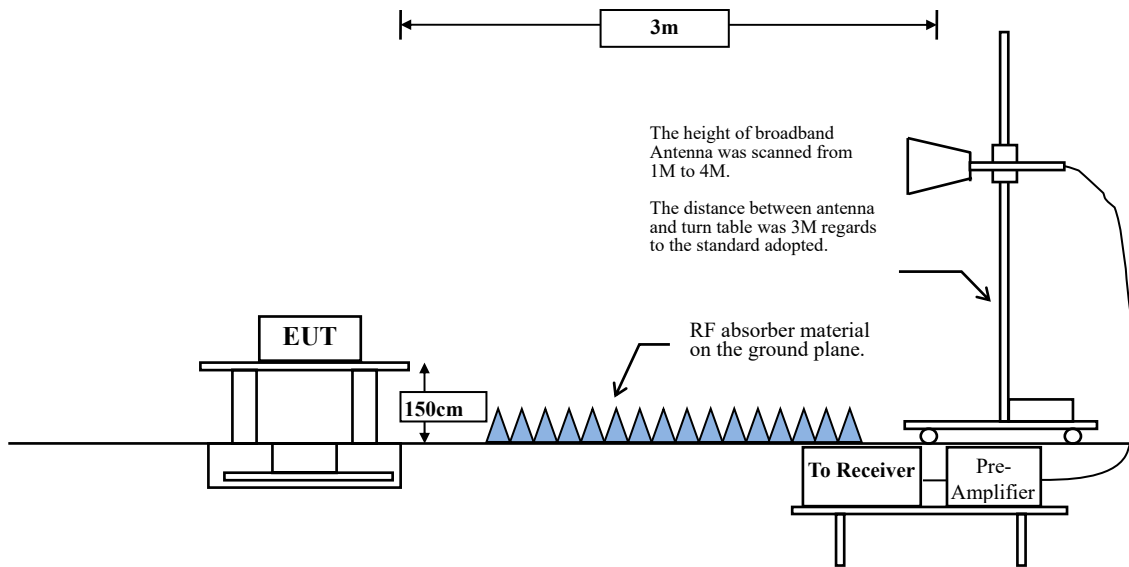 3m
The height of broadband
Antenna was scanned from
1M to 4M.
The distance between antenna
and turn table was 3M regards
to the standard adopted.
EUT
RF absorber material
on the ground plane.
150cm
To Receiver
Pre-
Amplifier